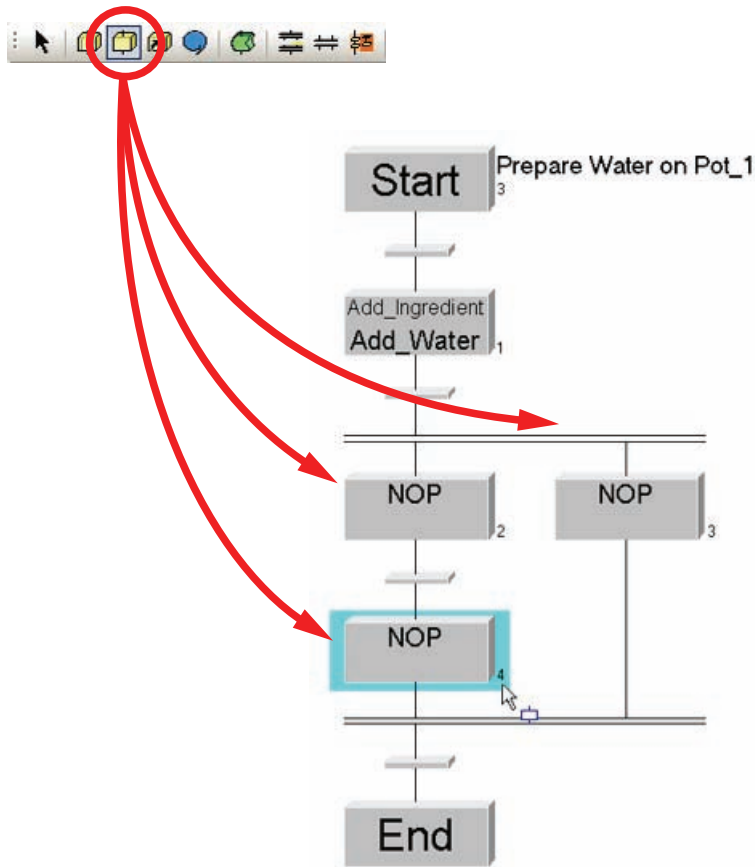 Start
Prepare Water on Pot_1
3
Add_Ingredient
Add_Water
1
NOP
2
NOP
3
NOP
4
End